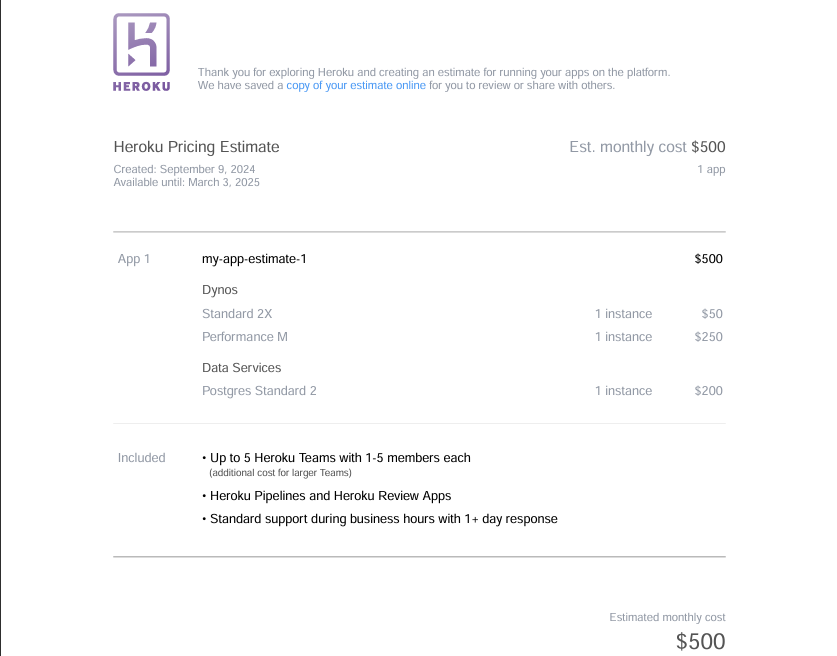 HEROKU
Thank you for exploring Heroku and creating an estimate for running your apps on the platform.
We have saved a copy of your estimate online for you to review or share with others.
Heroku Pricing Estimate
Est. monthly cost $500
Created: September 9, 2024
1 app
Available until: March 3, 2025
App 1 my-app-estimate-1 $500
Dynos
Standard 2X 1 instance $50
Performance M 1 instance $250
Data Services
Postgres Standard 2 1 instance $200
Included • Up to 5 Heroku Teams with 1-5 members each
(additional cost for larger Teams)
• Heroku Pipelines and Heroku Review Apps
• Standard support during business hours with 1+ day response
Estimated monthly cost
$500